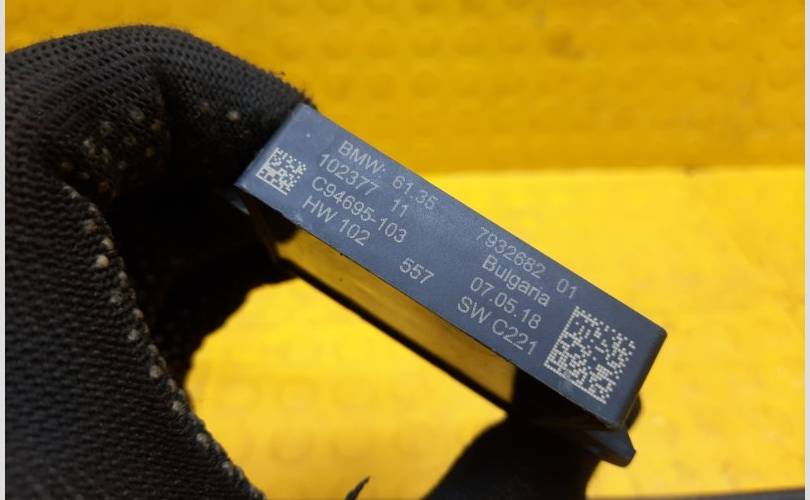 BMW: 61.35 7932682 01
102377 11 Bulgaria
C94695-103 07.05.18
HW 102 557 SW C221